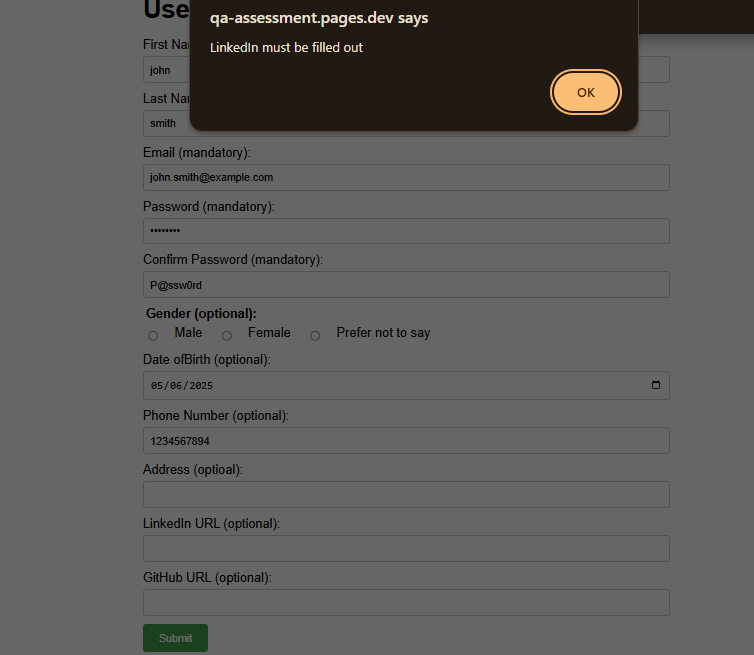 Use
qa-assessment.pages.dev says
LinkedIn must be filled out
OK
First Na
john
Last Nar
smith
Email (mandatory):
john.smith@example.com
Password (mandatory):
••••••••
Confirm Password (mandatory):
P@ssw0rd
Gender (optional):
Male Female Prefer not to say
Date ofBirth (optional):
05/06/2025
Phone Number (optional):
1234567894
Address (optioal):
LinkedIn URL (optional):
GitHub URL (optional):
Submit